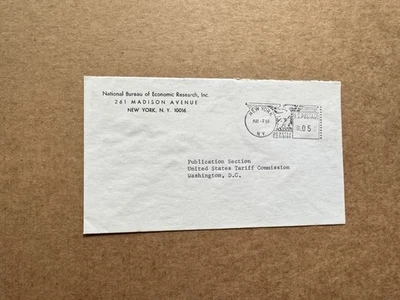 National Bureau of Economic Research, Inc.
261 MADISON AVENUE
NEW YORK, N. Y. 10016
NEW YORK
N.Y.
.05
Publication Section
United States Tariff Commission
Washington, D.C.